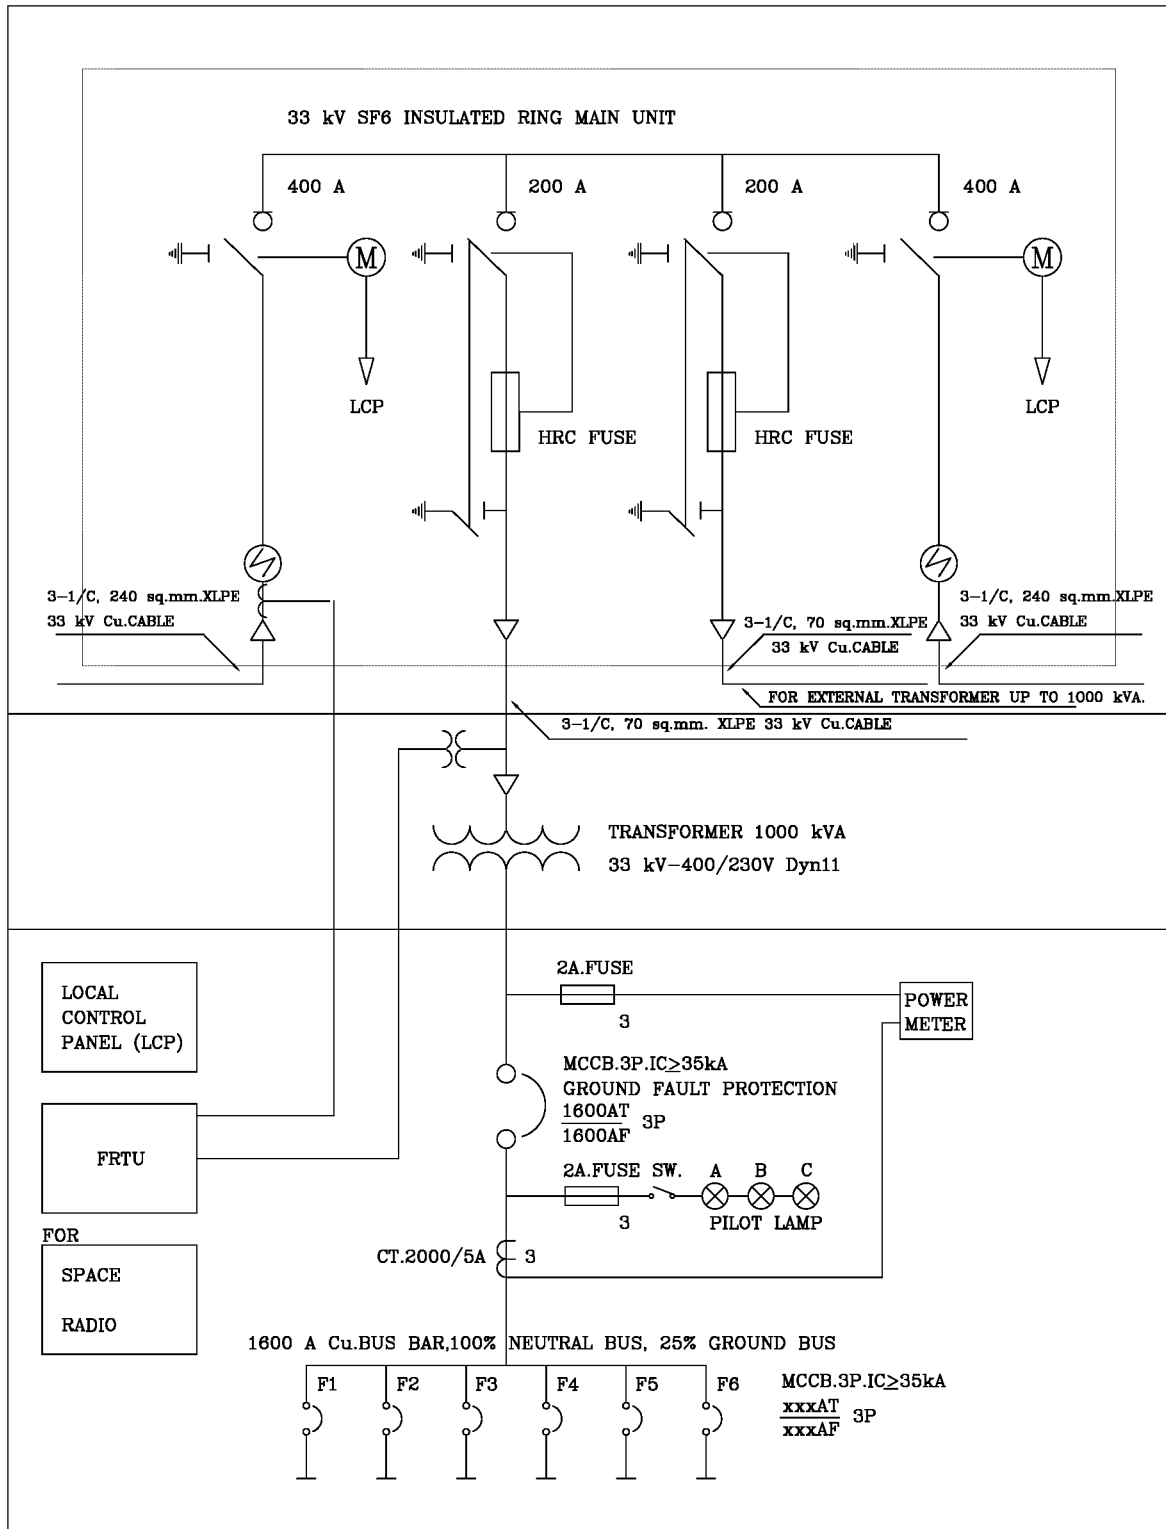 33 kV SF6 INSULATED RING MAIN UNIT
400 A
200 A
200 A
400 A
M
M
LCP
LCP
HRC FUSE
HRC FUSE
3-1/C, 240 sq.mm.XLPE
33 kV Cu.CABLE
3-1/C, 70 sq.mm.XLPE
33 kV Cu.CABLE
3-1/C, 240 sq.mm.XLPE
33 kV Cu.CABLE
FOR EXTERNAL TRANSFORMER UP TO 1000 kVA.
3-1/C, 70 sq.mm. XLPE 33 kV Cu.CABLE
TRANSFORMER 1000 kVA
33 kV-400/230V Dyn11
LOCAL
CONTROL
PANEL (LCP)
FRTU
FOR
SPACE
RADIO
2A.FUSE
3
POWER
METER
MCCB.3P.IC≥35kA
GROUND FAULT PROTECTION
1600AT
1600AF
3P
2A.FUSE SW. A B C
3
PILOT LAMP
CT.2000/5A
3
1600 A Cu.BUS BAR,100% NEUTRAL BUS, 25% GROUND BUS
F1 F2 F3 F4 F5 F6
MCCB.3P.IC≥35kA
xxxAT
xxxAF
3P